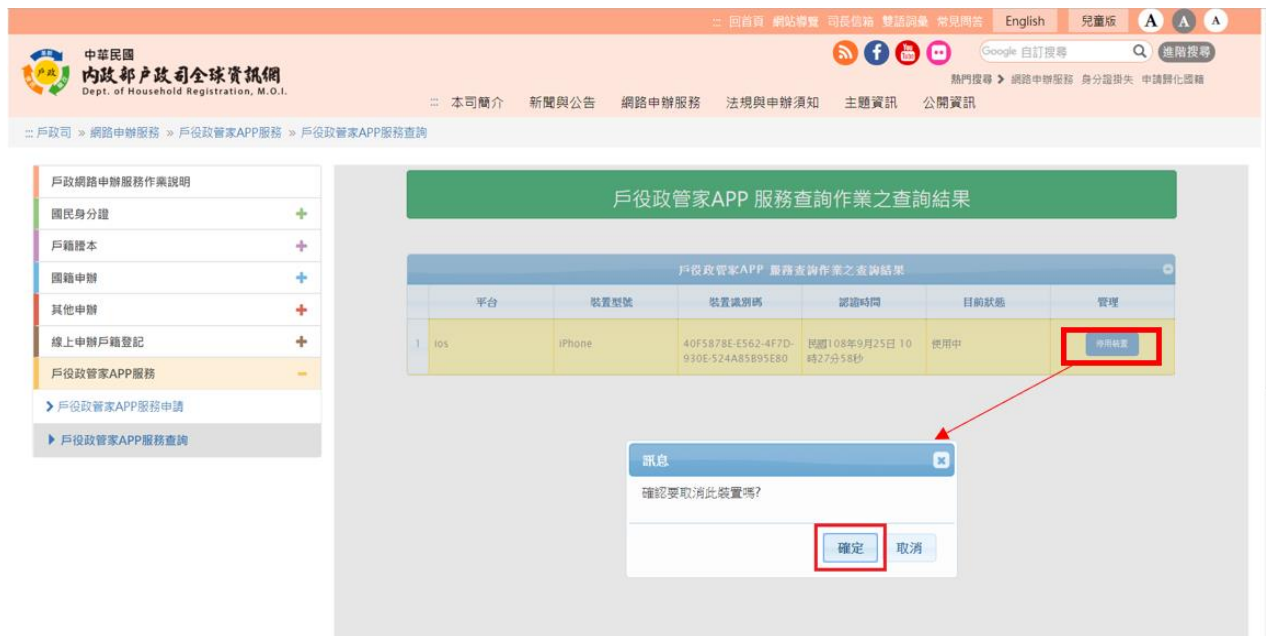 ::: 回首頁 網站導覽 司長信箱 雙語詞彙 常見問答 English 兒童版 A A A
中華民國
內政部戶政司全球資訊網
Dept. of Household Registration, M.O.I.
戶政
You Tube
Google 自訂搜尋 進階搜尋
熱門搜尋 網路申辦服務 身分證掛失 申請歸化國籍
::: 本司簡介 新聞與公告 網路申辦服務 法規與申辦須知 主題資訊 公開資訊
::: 戶政司 » 網路申辦服務 » 戶役政管家APP服務 » 戶役政管家APP服務查詢
戶政網路申辦服務作業說明
國民身分證
戶籍謄本
國籍申辦
其他申辦
線上申辦戶籍登記
戶役政管家APP服務
戶役政管家APP服務申請
戶役政管家APP服務查詢
戶役政管家APP 服務查詢作業之查詢結果
戶役政管家APP 服務查詢作業之查詢結果
平台 裝置型號 裝置識別碼 認證時間 目前狀態 管理
1 ios iPhone 40F5878E-E562-4F7D- 民國108年9月25日 10 使用中 停用裝置
930E-524A85B95E80 時27分58秒
訊息
確認要取消此裝置嗎?
確定 取消